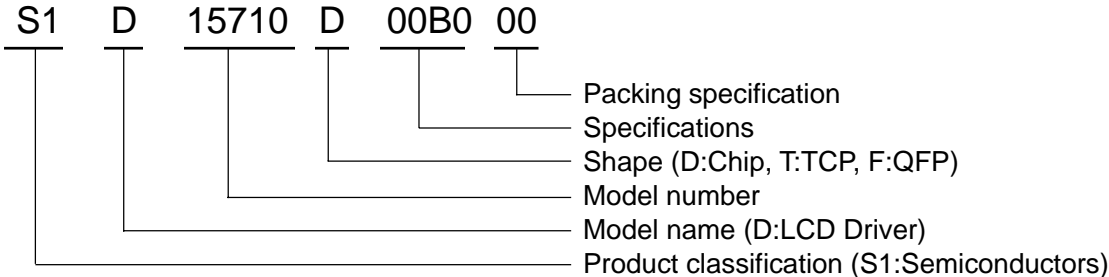 S1 D 15710 D 00B0 00
Packing specification
Specifications
Shape (D:Chip, T:TCP, F:QFP)
Model number
Model name (D:LCD Driver)
Product classification (S1:Semiconductors)